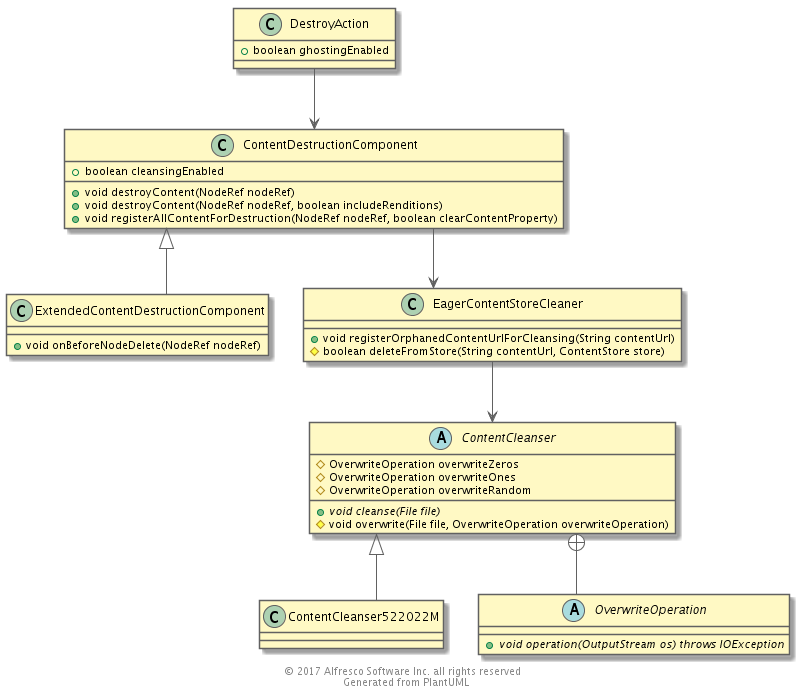 C DestroyAction
boolean ghostingEnabled
C ContentDestructionComponent
boolean cleansingEnabled
void destroyContent(NodeRef nodeRef)
void destroyContent(NodeRef nodeRef, boolean includeRenditions)
void registerAllContentForDestruction(NodeRef nodeRef, boolean clearContentProperty)
C ExtendedContentDestructionComponent
void onBeforeNodeDelete(NodeRef nodeRef)
C EagerContentStoreCleaner
void registerOrphanedContentUrlForCleansing(String contentUrl)
boolean deleteFromStore(String contentUrl, ContentStore store)
A ContentCleanser
OverwriteOperation overwriteZeros
OverwriteOperation overwriteOnes
OverwriteOperation overwriteRandom
void cleanse(File file)
void overwrite(File file, OverwriteOperation overwriteOperation)
C ContentCleanser522022M
A OverwriteOperation
void operation(OutputStream os) throws IOException
© 2017 Alfresco Software Inc. all rights reserved
Generated from PlantUML